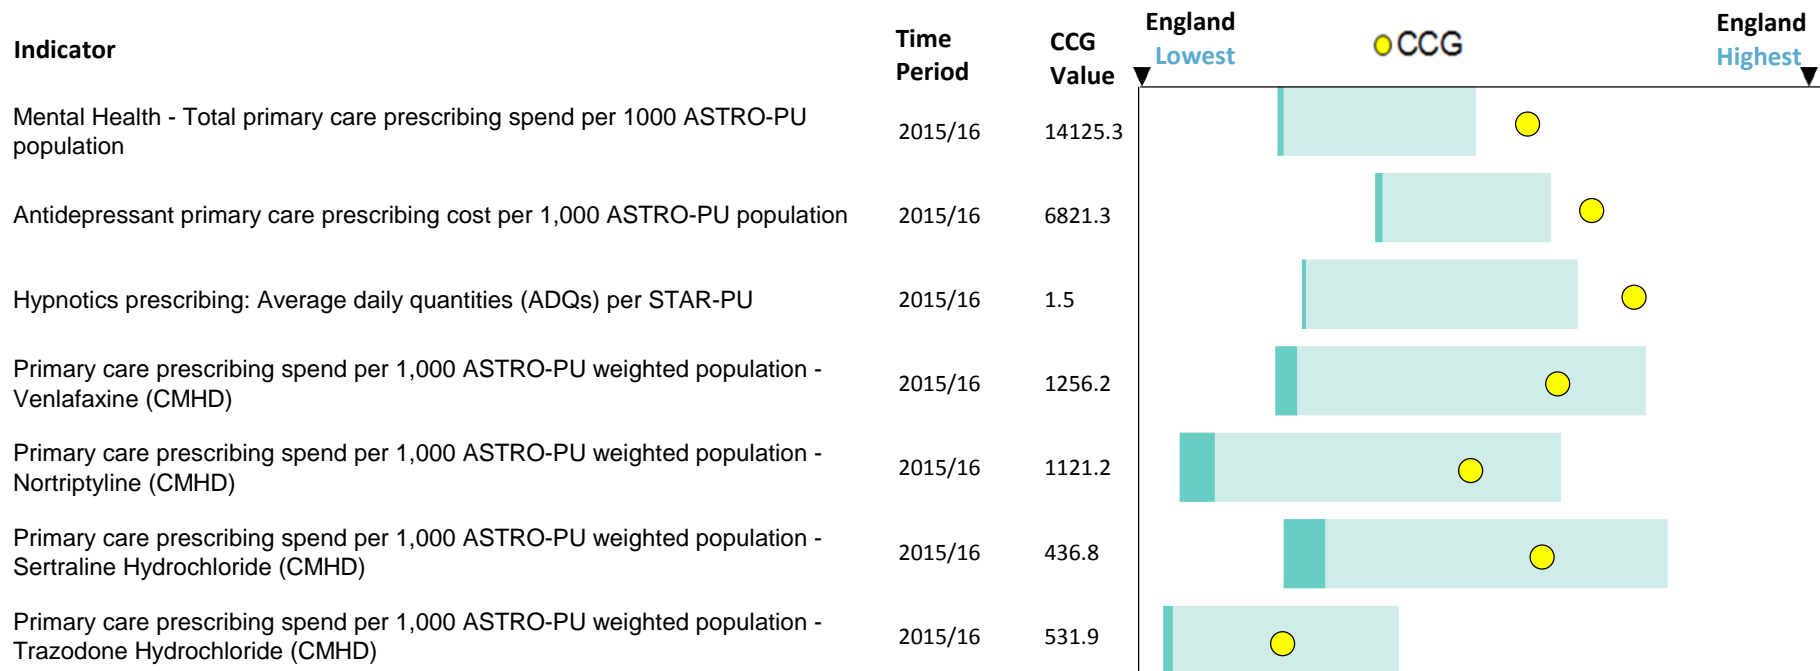 Indicator
Time
Period
CCG
Value
England
Lowest
CCG
England
Highest
Mental Health - Total primary care prescribing spend per 1000 ASTRO-PU
population
2015/16
14125.3
Antidepressant primary care prescribing cost per 1,000 ASTRO-PU population
2015/16
6821.3
Hypnotics prescribing: Average daily quantities (ADQs) per STAR-PU
2015/16
1.5
Primary care prescribing spend per 1,000 ASTRO-PU weighted population -
Venlafaxine (CMHD)
2015/16
1256.2
Primary care prescribing spend per 1,000 ASTRO-PU weighted population -
Nortriptyline (CMHD)
2015/16
1121.2
Primary care prescribing spend per 1,000 ASTRO-PU weighted population -
Sertraline Hydrochloride (CMHD)
2015/16
436.8
Primary care prescribing spend per 1,000 ASTRO-PU weighted population -
Trazodone Hydrochloride (CMHD)
2015/16
531.9